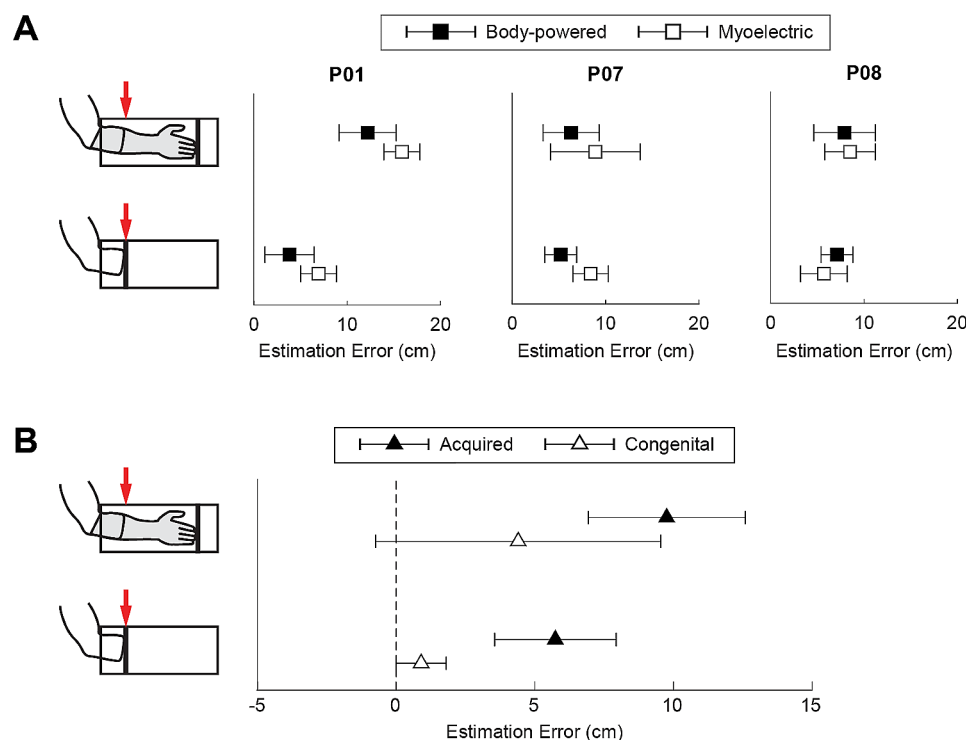 A
Body-powered Myoelectric
P01 P07 P08
0 10 20 0 10 20 0 10 20
Estimation Error (cm) Estimation Error (cm) Estimation Error (cm)
B
Acquired Congenital
-5 0 5 10 15
Estimation Error (cm)